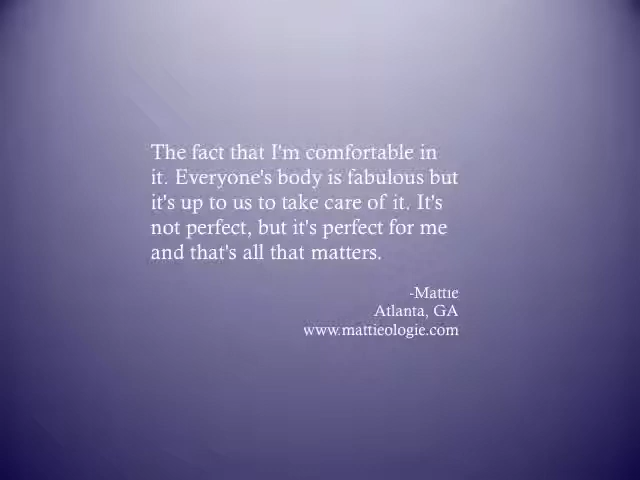 The fact that I'm comfortable in
it. Everyone's body is fabulous but
it's up to us to take care of it. It's
not perfect, but it's perfect for me
and that's all that matters.
-Mattie
Atlanta, GA
www.mattieologie.com